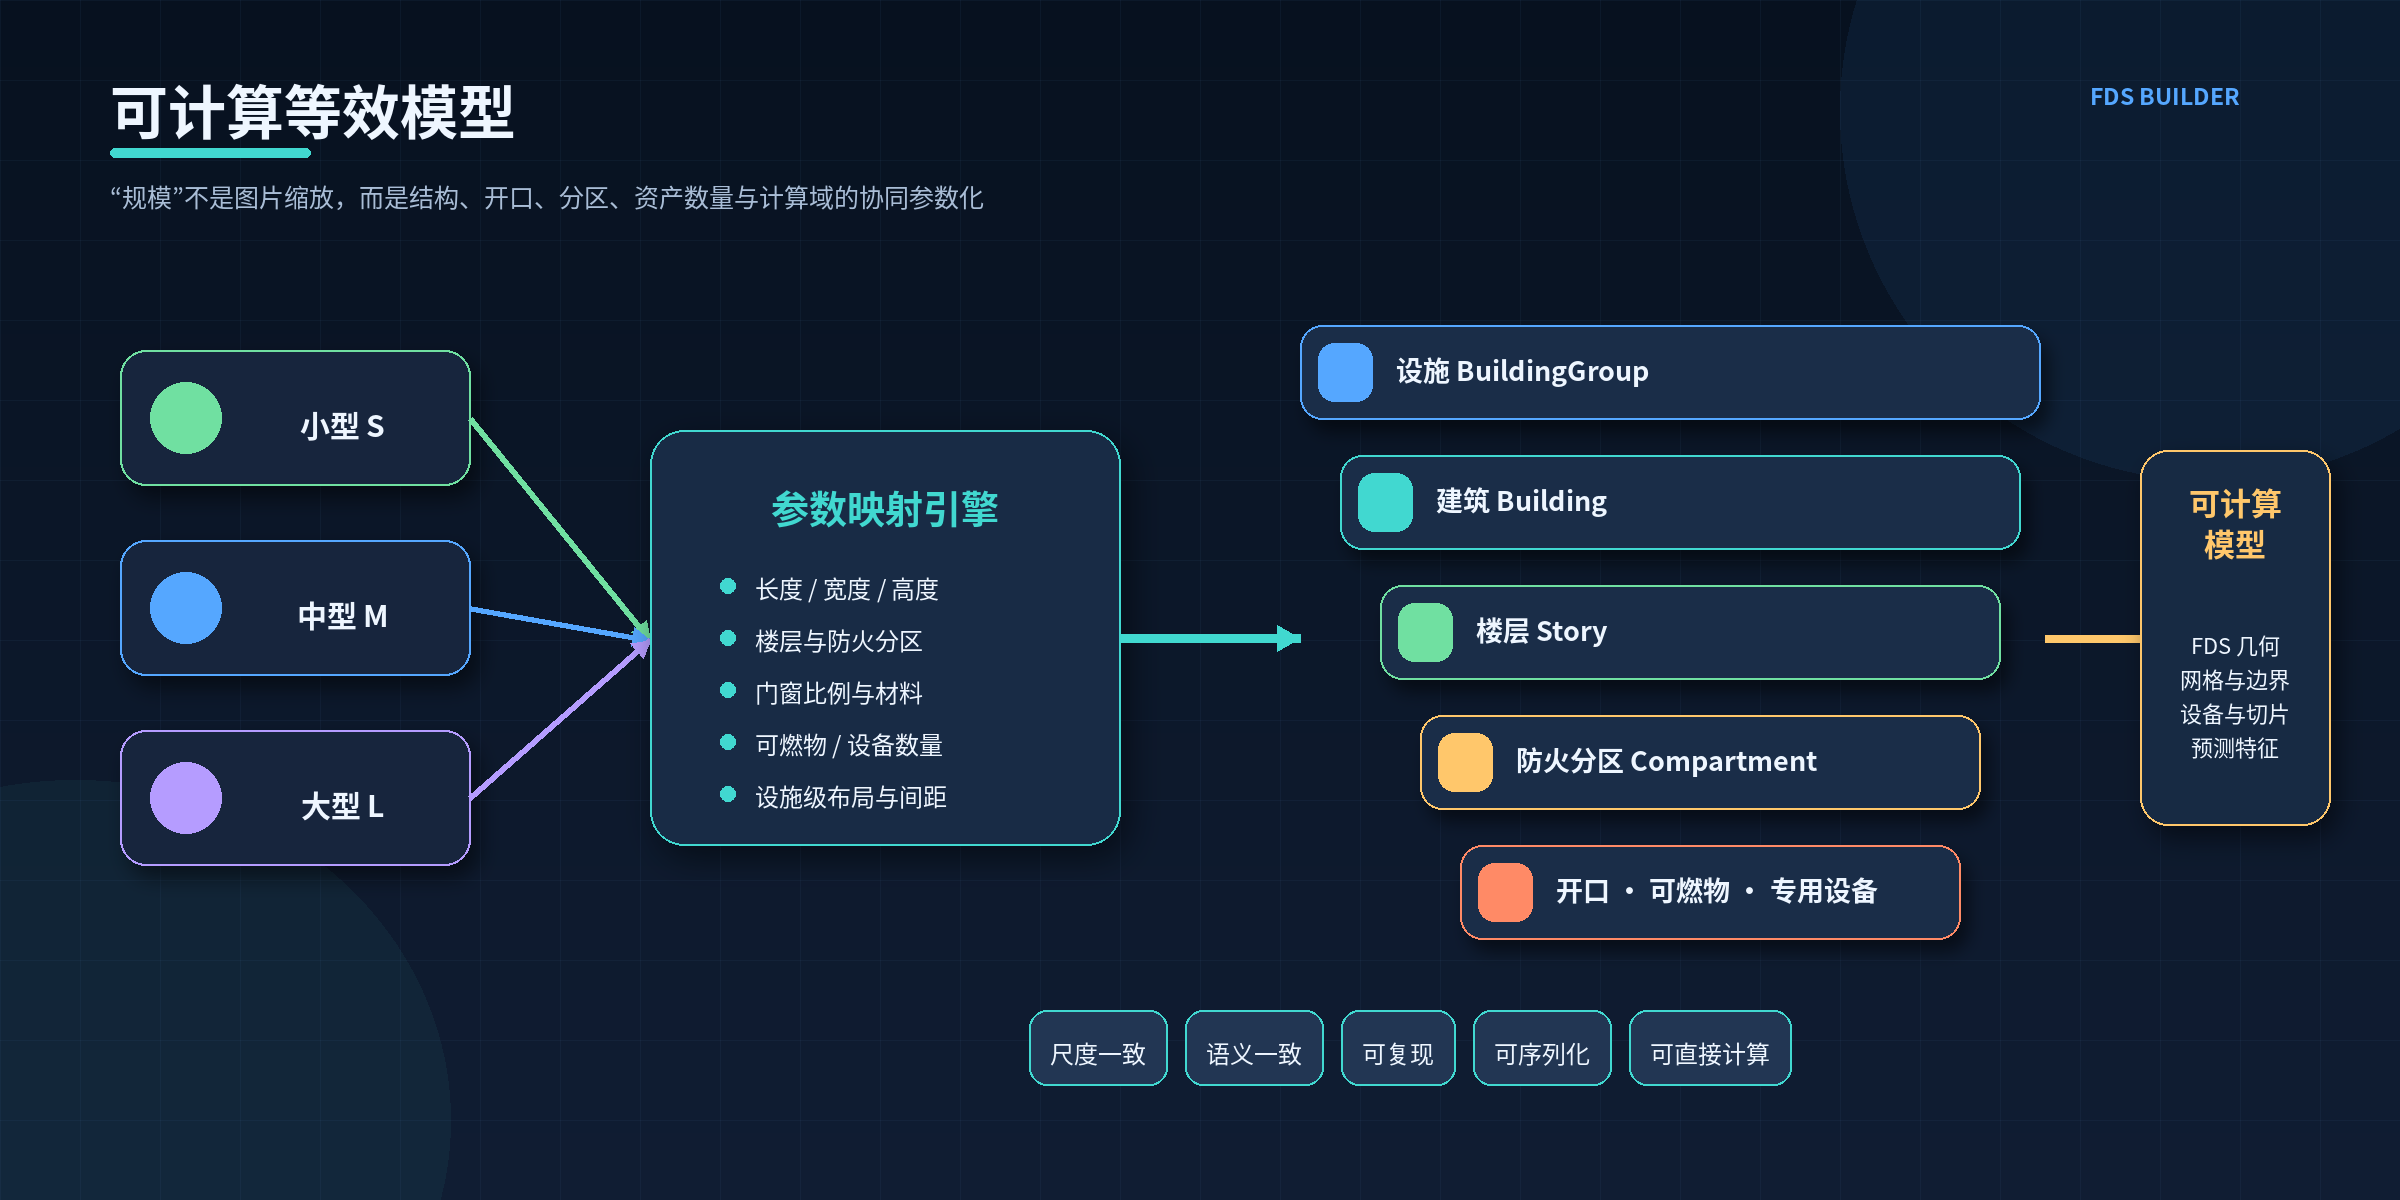 可计算等效模型
FDS BUILDER
“规模”不是图片缩放，而是结构、开口、分区、资产数量与计算域的协同参数化
小型 S
中型 M
大型 L
参数映射引擎
长度 / 宽度 / 高度
楼层与防火分区
门窗比例与材料
可燃物 / 设备数量
设施级布局与间距
设施 BuildingGroup
建筑 Building
楼层 Story
防火分区 Compartment
开口 · 可燃物 · 专用设备
可计算
模型
FDS 几何
网格与边界
设备与切片
预测特征
尺度一致
语义一致
可复现
可序列化
可直接计算